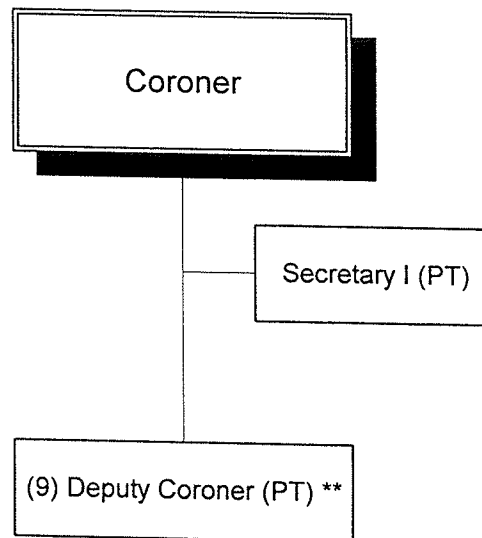 Coroner
Secretary I (PT)
(9) Deputy Coroner (PT) **